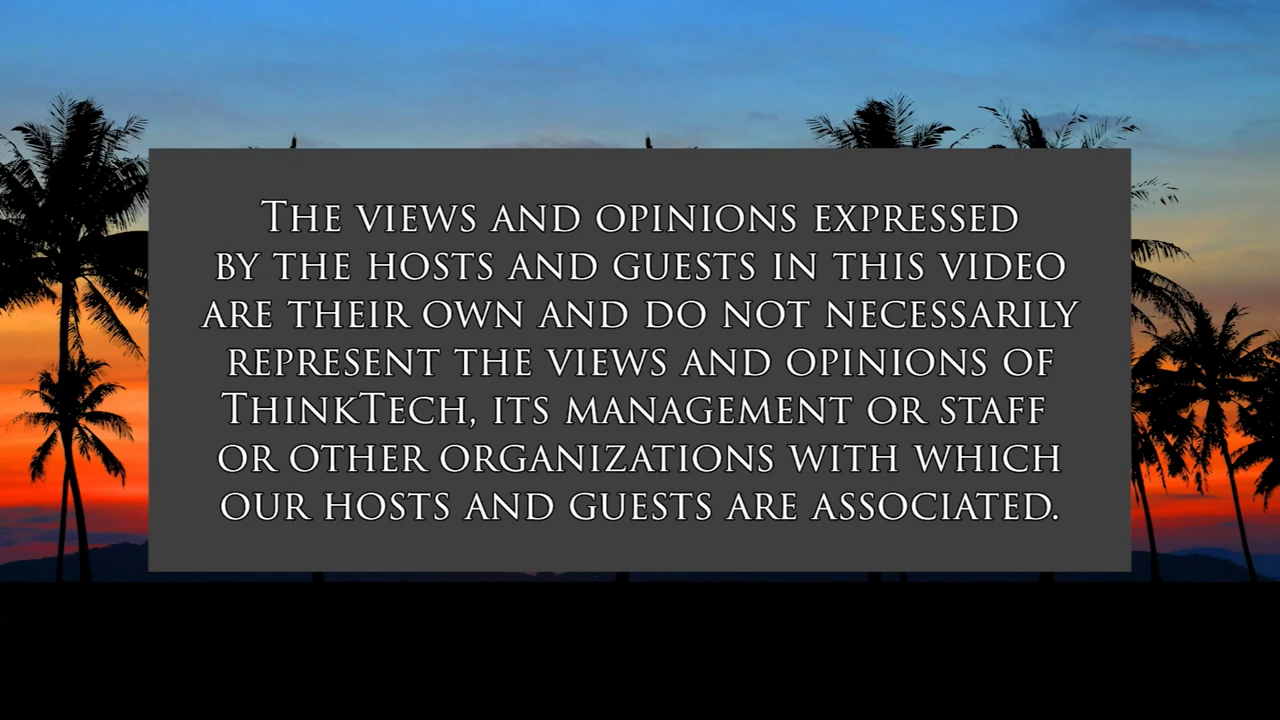 The views and opinions expressed
by the hosts and guests in this video
are their own and do not necessarily
represent the views and opinions of
ThinkTech, its management or staff
or other organizations with which
our hosts and guests are associated.